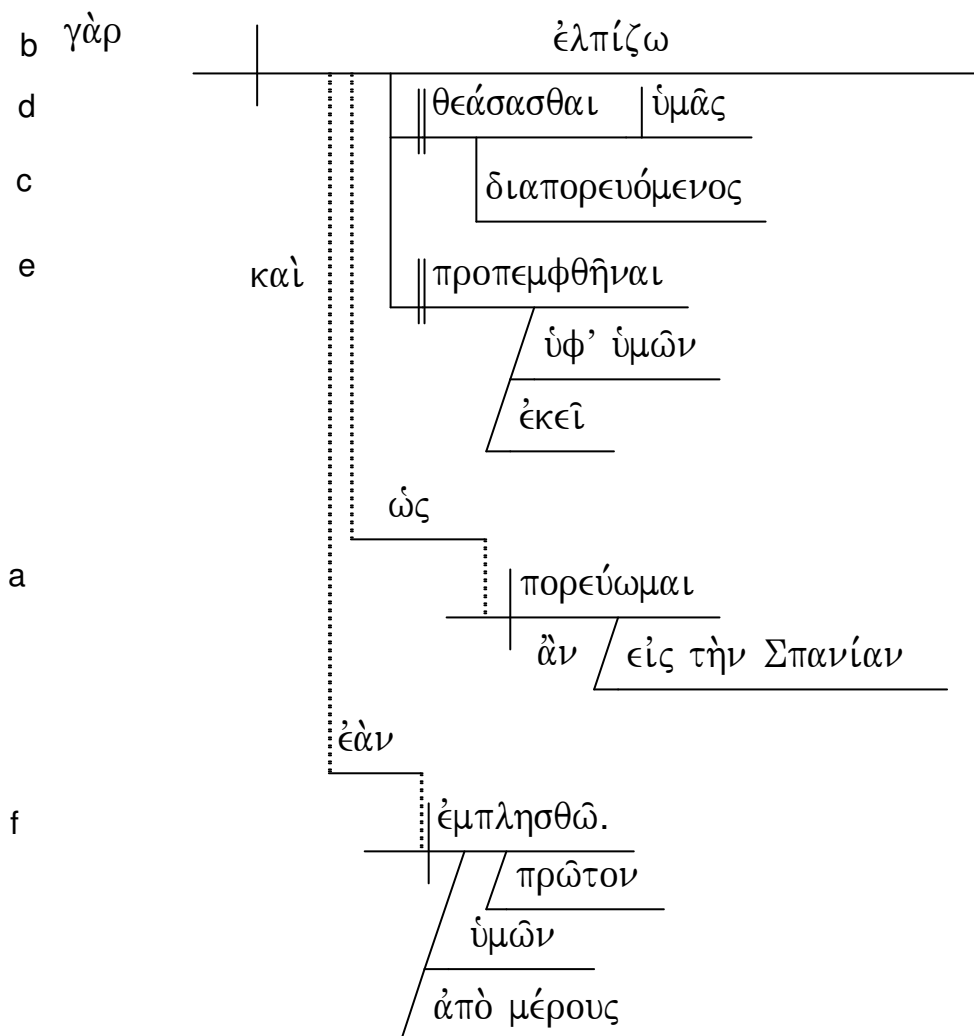 b γὰρ ἐλπίζω
d θεάσασθαι ὑμᾶς
c διαπορευόμενος
e καὶ προπεμφθῆναι
ὑφ’ ὑμῶν
ἐκεῖ
ὡς
a πορεύωμαι
ἂν εἰς τὴν Σπανίαν
ἐὰν
f ἐμπλησθῶ.
πρῶτον
ὑμῶν
ἀπὸ μέρους